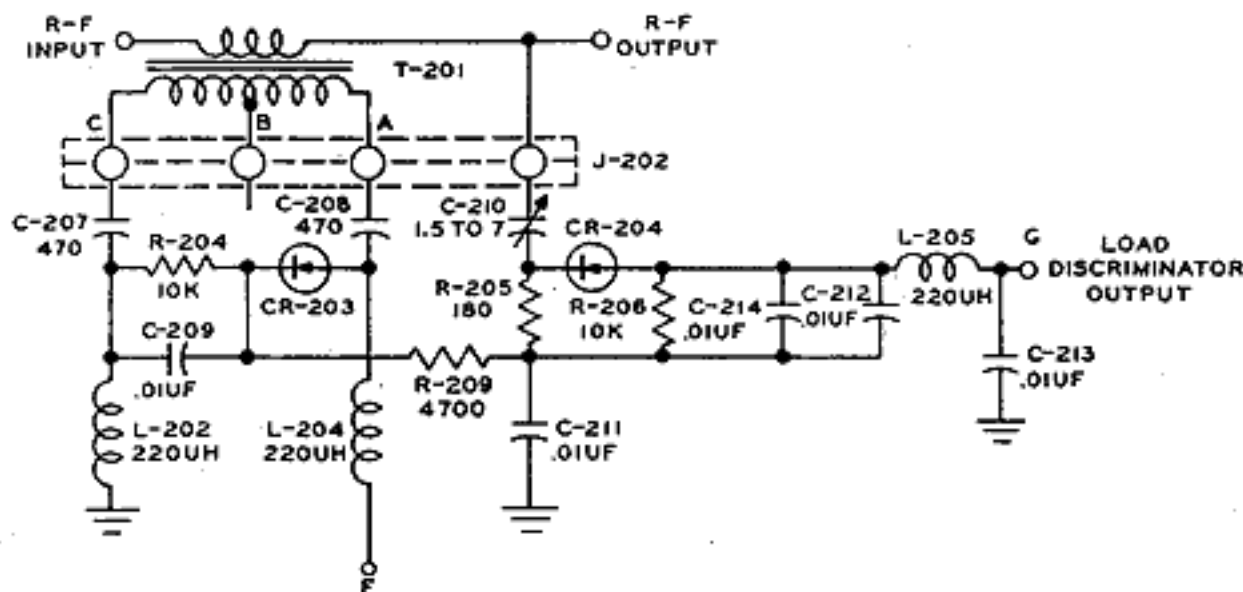 R-F
INPUT
R-F
OUTPUT
T-201
C
B
A
J-202
C-207
470
R-204
10K
C-208
470
CR-203
C-210
1.5 TO 7
CR-204
R-205
180
R-206
10K
C-214
.01UF
C-212
.01UF
L-205
220UH
G
LOAD
DISCRIMINATOR
OUTPUT
C-209
.01UF
R-209
4700
C-213
.01UF
L-202
220UH
L-204
220UH
C-211
.01UF